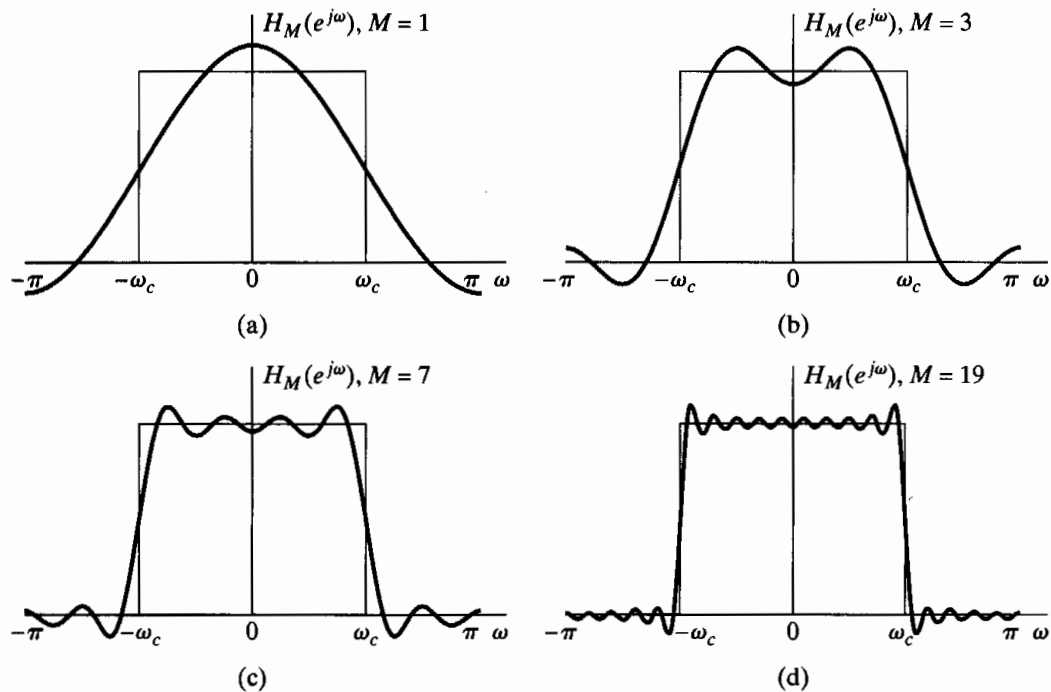 H_M(e^{jω}), M = 1
−π −ω_c 0 ω_c π ω
(a)
H_M(e^{jω}), M = 3
−π −ω_c 0 ω_c π ω
(b)
H_M(e^{jω}), M = 7
−π −ω_c 0 ω_c π ω
(c)
H_M(e^{jω}), M = 19
−π −ω_c 0 ω_c π ω
(d)